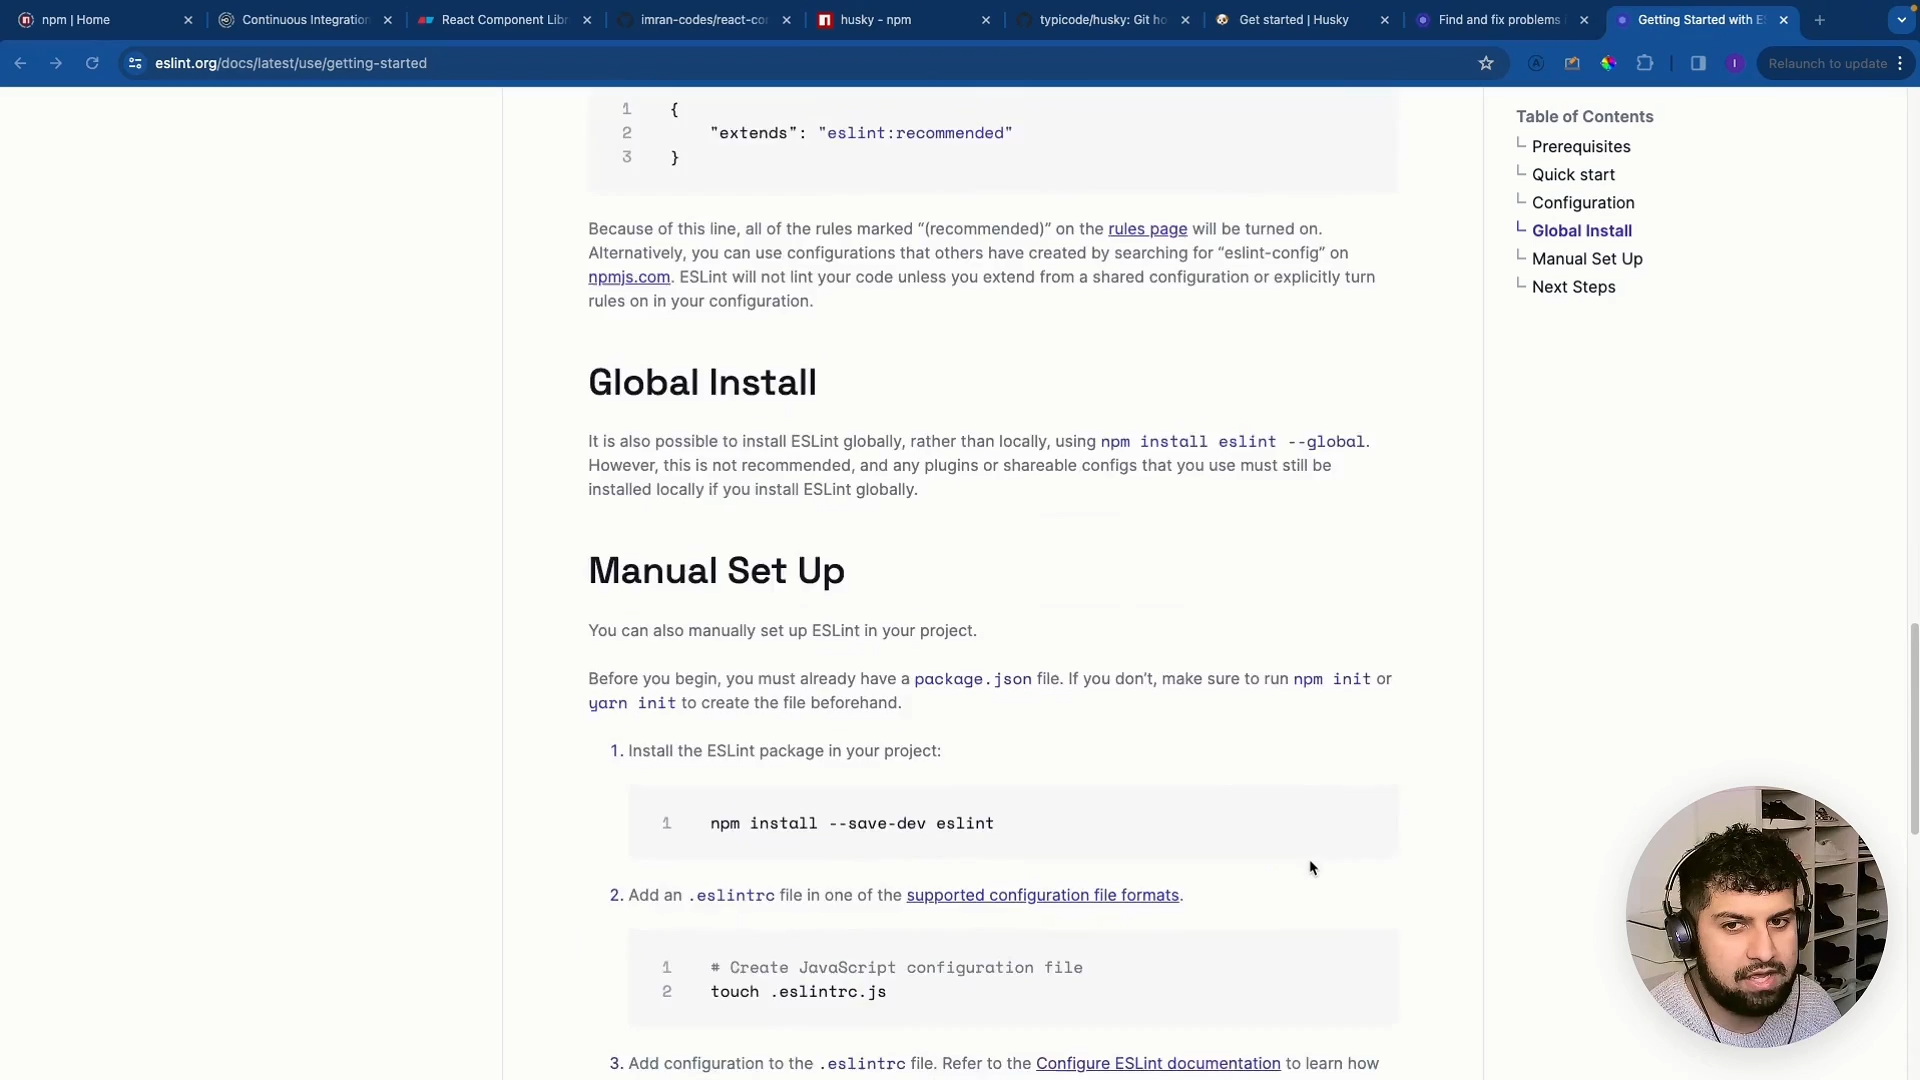 npm | Home
Continuous Integration
React Component Libr
imran-codes/react-cor
husky - npm
typicode/husky: Git ho
Get started | Husky
Find and fix problems i
Getting Started with ES
eslint.org/docs/latest/use/getting-started
Relaunch to update
1 {
2 "extends": "eslint:recommended"
3 }
Because of this line, all of the rules marked “(recommended)” on the rules page will be turned on.
Alternatively, you can use configurations that others have created by searching for “eslint-config” on
npmjs.com. ESLint will not lint your code unless you extend from a shared configuration or explicitly turn
rules on in your configuration.
Global Install
It is also possible to install ESLint globally, rather than locally, using npm install eslint --global.
However, this is not recommended, and any plugins or shareable configs that you use must still be
installed locally if you install ESLint globally.
Manual Set Up
You can also manually set up ESLint in your project.
Before you begin, you must already have a package.json file. If you don’t, make sure to run npm init or
yarn init to create the file beforehand.
1. Install the ESLint package in your project:
1 npm install --save-dev eslint
2. Add an .eslintrc file in one of the supported configuration file formats.
1 # Create JavaScript configuration file
2 touch .eslintrc.js
3. Add configuration to the .eslintrc file. Refer to the Configure ESLint documentation to learn how
Table of Contents
Prerequisites
Quick start
Configuration
Global Install
Manual Set Up
Next Steps